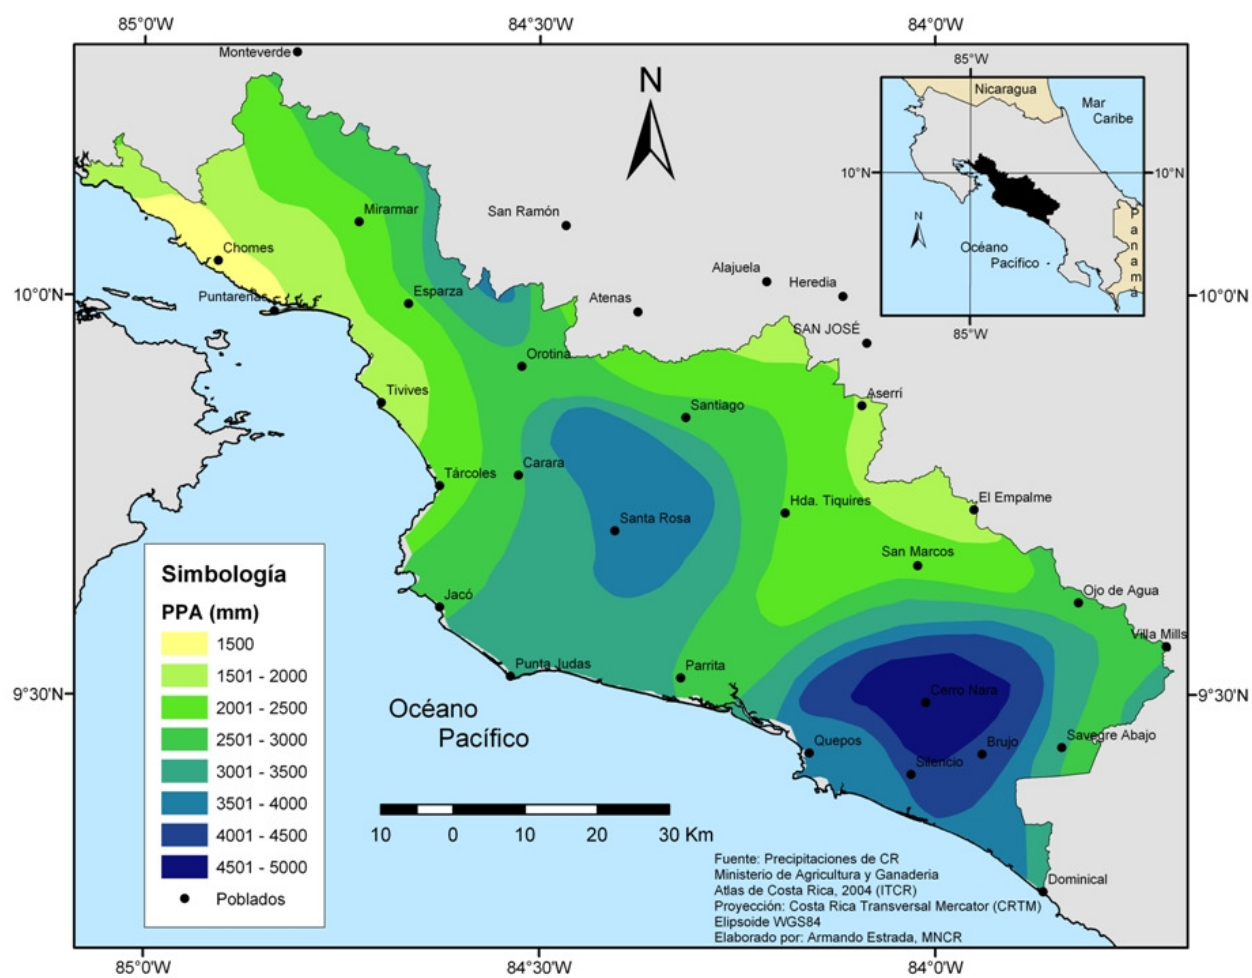 85°0'W
84°30'W
84°0'W
Monteverde
85°W
Nicaragua
Mar
Caribe
10°N
10°N
N
Panamá
Océano
Pacífico
85°W
N
San Ramón
Mirarmar
Chomes
Alajuela
Heredia
10°0'N
Puntarenas
Esparza
Atenas
10°0'N
SAN JOSÉ
Orotina
Tivives
Santiago
Aserrí
Tárcoles
Carara
Hda. Tiquires
El Empalme
Santa Rosa
San Marcos
Jacó
Ojo de Agua
Villa Mills
Punta Judas
Parrita
9°30'N
Cerro Nara
9°30'N
Quepos
Brujo
Savegre Abajo
Silencio
Dominical
Océano
Pacífico
Simbología
PPA (mm)
1500
1501 - 2000
2001 - 2500
2501 - 3000
3001 - 3500
3501 - 4000
4001 - 4500
4501 - 5000
Poblados
10 0 10 20 30 Km
Fuente: Precipitaciones de CR
Ministerio de Agricultura y Ganaderia
Atlas de Costa Rica, 2004 (ITCR)
Proyección: Costa Rica Transversal Mercator (CRTM)
Elipsoide WGS84
Elaborado por: Armando Estrada, MNCR
85°0'W
84°30'W
84°0'W